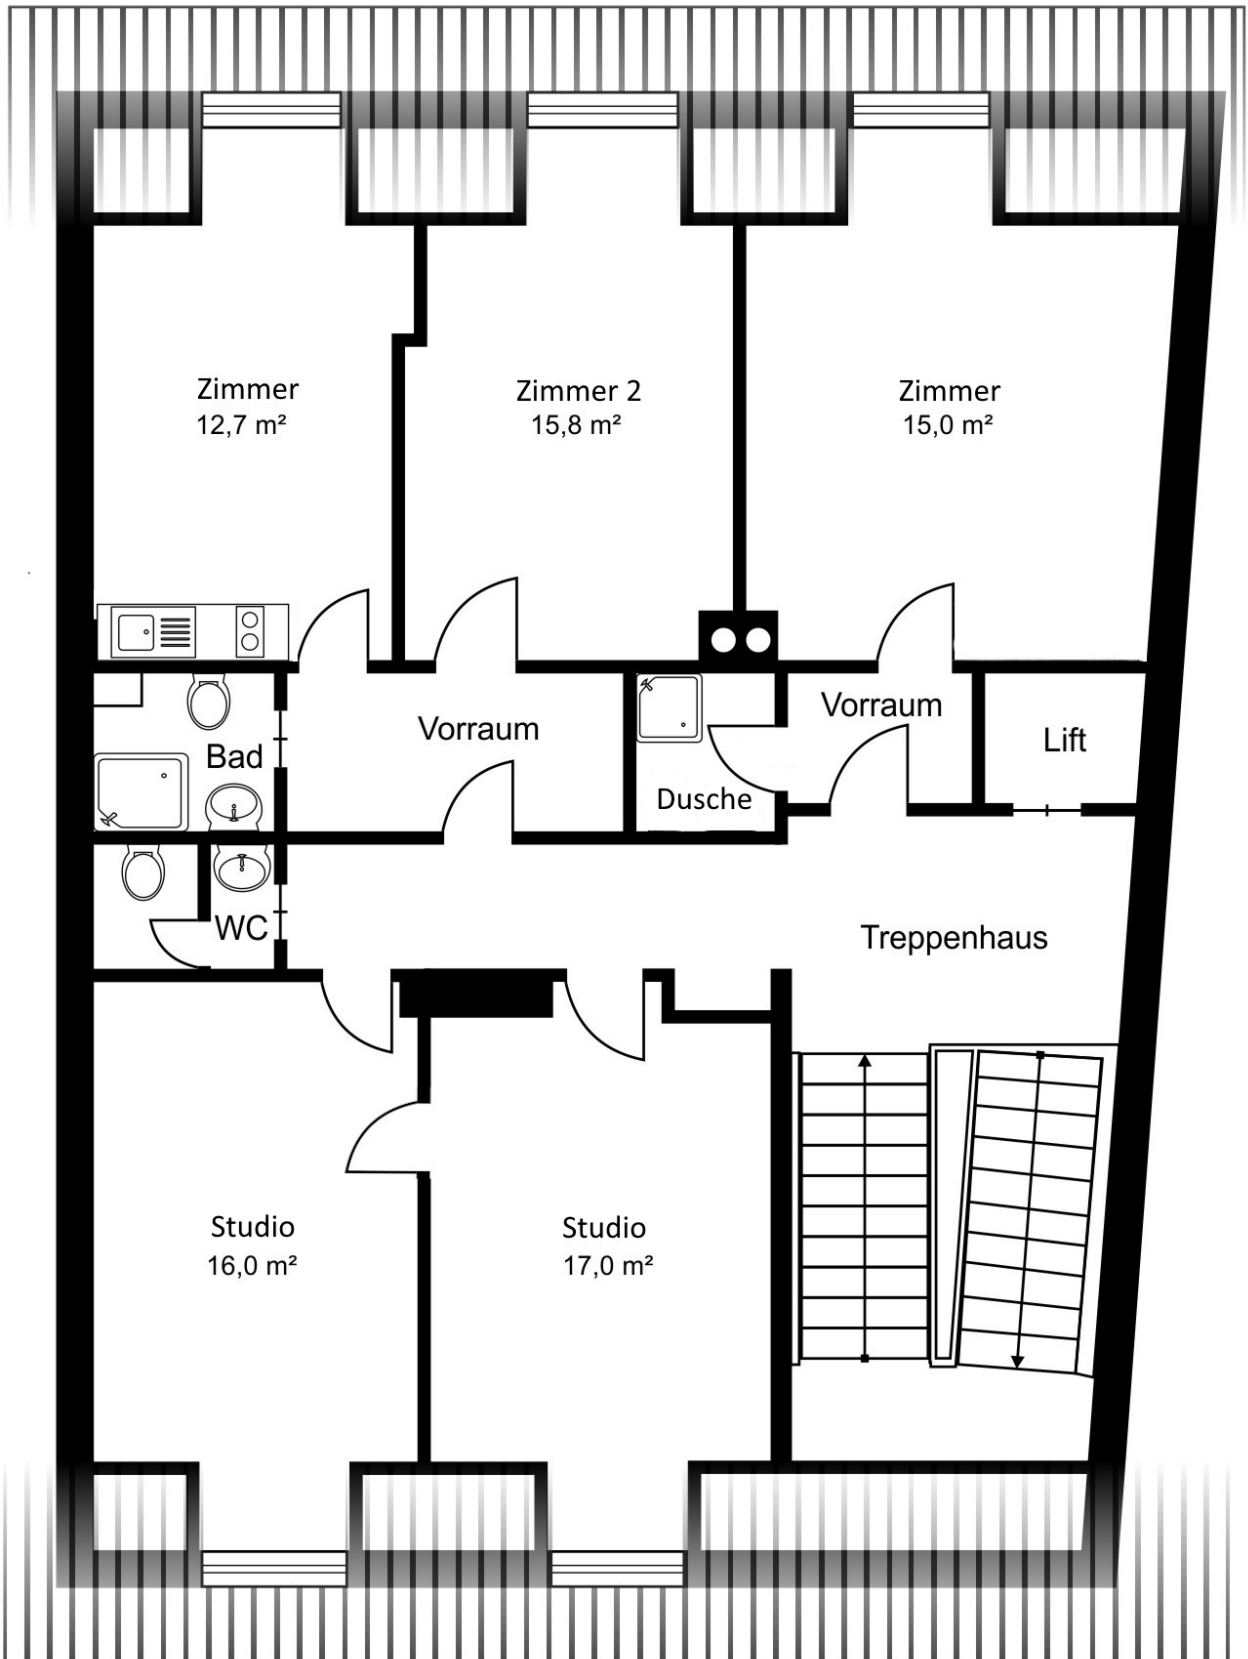 Zimmer
12,7 m²
Zimmer 2
15,8 m²
Zimmer
15,0 m²
Bad
Vorraum
Dusche
Vorraum
Lift
WC
Treppenhaus
Studio
16,0 m²
Studio
17,0 m²